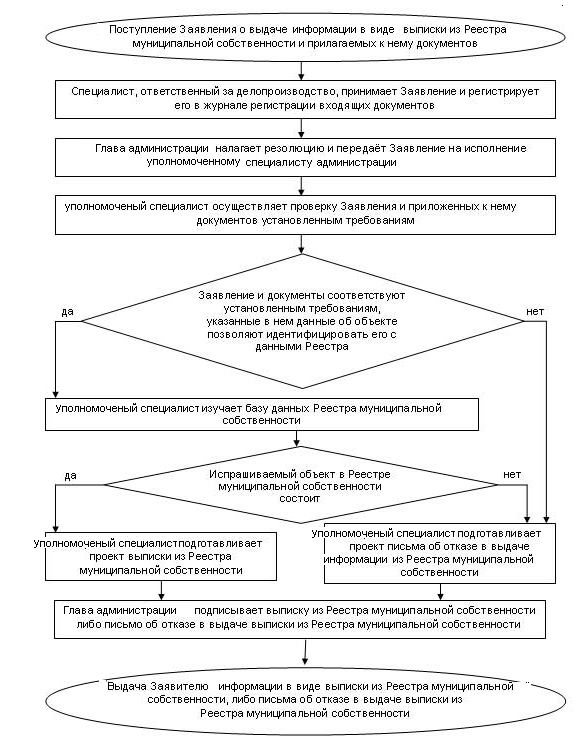 Поступление Заявления о выдаче информации в виде выписки из Реестра
муниципальной собственности и прилагаемых к нему документов
Специалист, ответственный за делопроизводство, принимает Заявление и регистрирует
его в журнале регистрации входящих документов
Глава администрации налагает резолюцию и передаёт Заявление на исполнение
уполномоченному специалисту администрации
уполномоченый специалист осуществляет проверку Заявления и приложенных к нему
документов установленным требованиям
Заявление и документы соответствуют
установленным требованиям,
указанные в нем данные об объекте
позволяют идентифицировать его с
данными Реестра
да
нет
Уполномоченый специалист изучает базу данных Реестра муниципальной
собственности
Испрашиваемый объект в Реестре
муниципальной собственности
состоит
да
нет
Уполномоченый специалист подготавливает
проект выписки из Реестра
муниципальной собственности
Уполномоченый специалист подготавливает
проект письма об отказе в выдаче
информации из Реестра муниципальной
собственности
Глава администрации подписывает выписку из Реестра муниципальной собственности
либо письмо об отказе в выдаче выписки из Реестра муниципальной собственности
Выдача Заявителю информации в виде выписки из Реестра муниципальной
собственности, либо письма об отказе в выдаче выписки из
Реестра муниципальной собственности